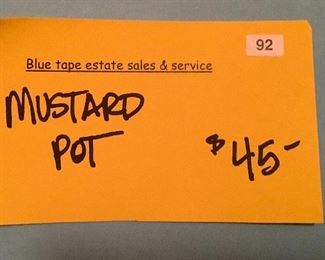 92
Blue tape estate sales & service
MUSTARD
POT
$45-